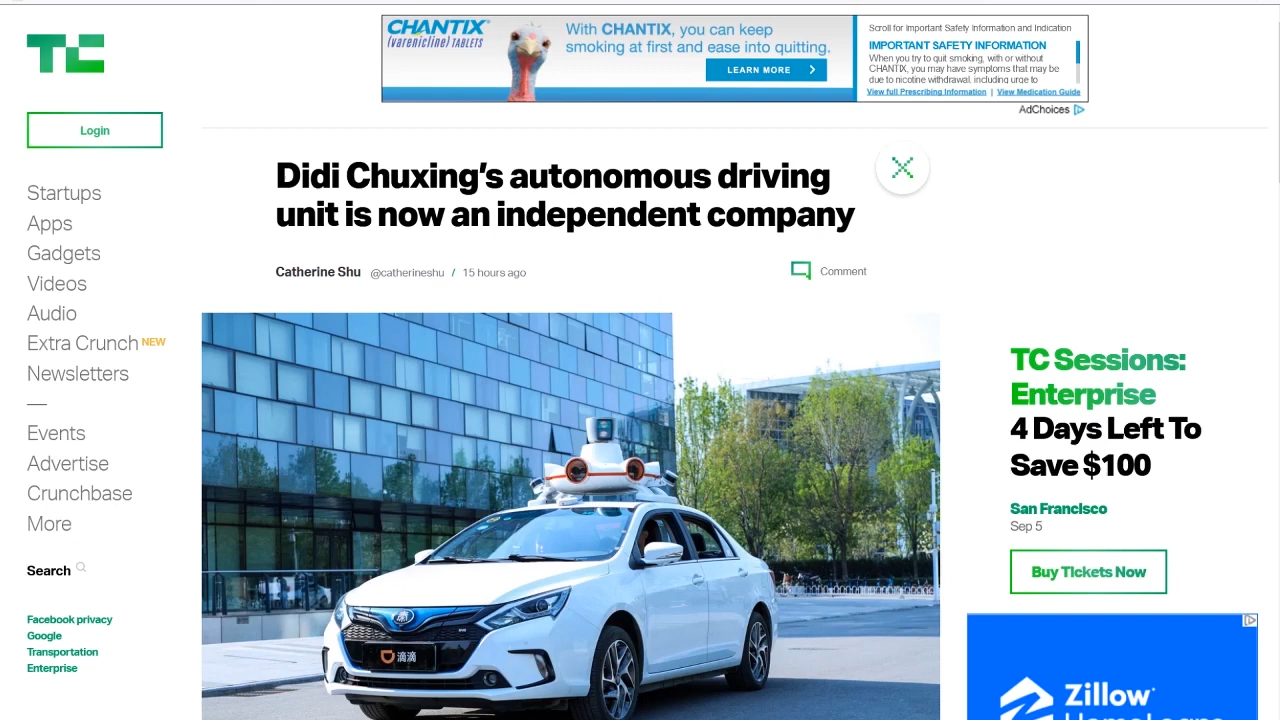 CHANTIX
(varenicline) TABLETS
With CHANTIX, you can keep
smoking at first and ease into quitting.
LEARN MORE
Scroll for Important Safety Information and Indication
IMPORTANT SAFETY INFORMATION
When you try to quit smoking, with or without
CHANTIX, you may have symptoms that may be
due to nicotine withdrawal, including urge to
View full Prescribing Information | View Medication Guide
AdChoices
TC
Login
Startups
Apps
Gadgets
Videos
Audio
Extra Crunch NEW
Newsletters
—
Events
Advertise
Crunchbase
More
Search
Facebook privacy
Google
Transportation
Enterprise
Didi Chuxing’s autonomous driving
unit is now an independent company
Catherine Shu @catherineshu / 15 hours ago
Comment
滴滴
TC Sessions:
Enterprise
4 Days Left To
Save $100
San Francisco
Sep 5
Buy Tickets Now
Zillow
Home Loans